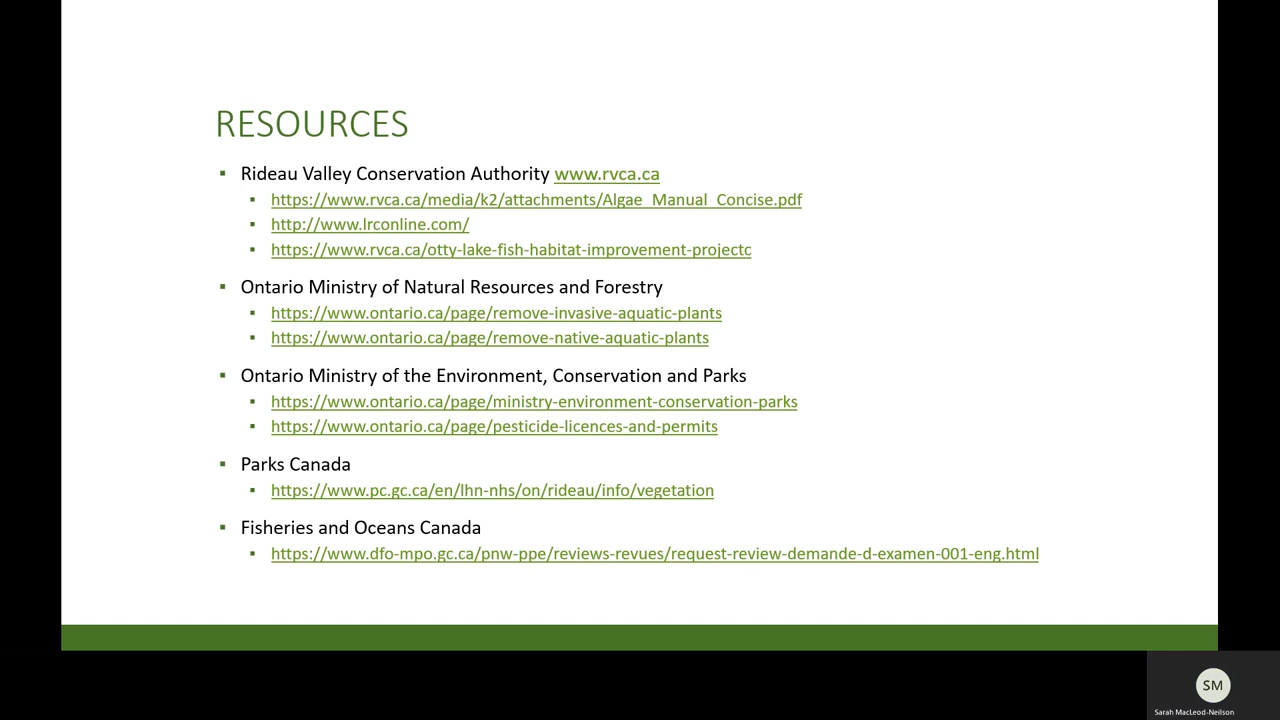 RESOURCES
▪ Rideau Valley Conservation Authority www.rvca.ca
▪ https://www.rvca.ca/media/k2/attachments/Algae_Manual_Concise.pdf
▪ http://www.lrconline.com/
▪ https://www.rvca.ca/otty-lake-fish-habitat-improvement-projectc
▪ Ontario Ministry of Natural Resources and Forestry
▪ https://www.ontario.ca/page/remove-invasive-aquatic-plants
▪ https://www.ontario.ca/page/remove-native-aquatic-plants
▪ Ontario Ministry of the Environment, Conservation and Parks
▪ https://www.ontario.ca/page/ministry-environment-conservation-parks
▪ https://www.ontario.ca/page/pesticide-licences-and-permits
▪ Parks Canada
▪ https://www.pc.gc.ca/en/lhn-nhs/on/rideau/info/vegetation
▪ Fisheries and Oceans Canada
▪ https://www.dfo-mpo.gc.ca/pnw-ppe/reviews-revues/request-review-demande-d-examen-001-eng.html
SM
Sarah MacLeod-Neilson